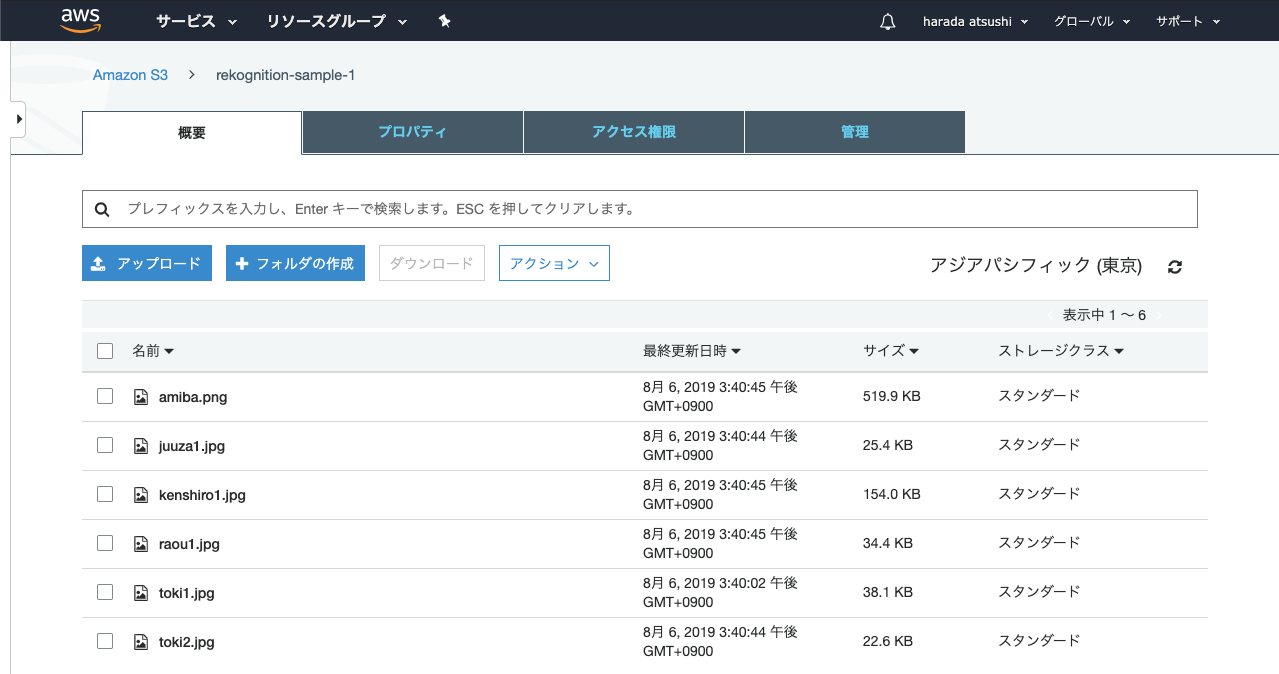 aws サービス リソースグループ harada atsushi グローバル サポート
Amazon S3 > rekognition-sample-1
概要 プロパティ アクセス権限 管理
プレフィックスを入力し、Enter キーで検索します。ESC を押してクリアします。
アップロード フォルダの作成 ダウンロード アクション アジアパシフィック (東京)
表示中 1 ～ 6
名前 最終更新日時 サイズ ストレージクラス
amiba.png 8月 6, 2019 3:40:45 午後 GMT+0900 519.9 KB スタンダード
juuza1.jpg 8月 6, 2019 3:40:44 午後 GMT+0900 25.4 KB スタンダード
kenshiro1.jpg 8月 6, 2019 3:40:45 午後 GMT+0900 154.0 KB スタンダード
raou1.jpg 8月 6, 2019 3:40:45 午後 GMT+0900 34.4 KB スタンダード
toki1.jpg 8月 6, 2019 3:40:02 午後 GMT+0900 38.1 KB スタンダード
toki2.jpg 8月 6, 2019 3:40:44 午後 GMT+0900 22.6 KB スタンダード